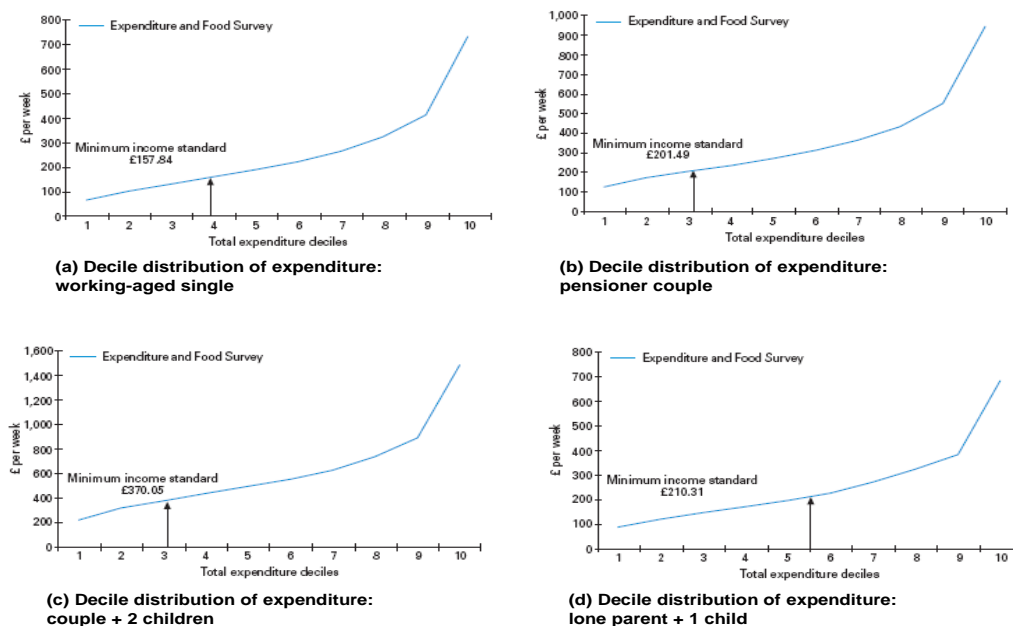 800
700
600
500
400
300
200
100
0
£ per week
Expenditure and Food Survey
Minimum income standard
£157.84
1 2 3 4 5 6 7 8 9 10
Total expenditure deciles
(a) Decile distribution of expenditure:
working-aged single
1,000
900
800
700
600
500
400
300
200
100
0
£ per week
Expenditure and Food Survey
Minimum income standard
£201.49
1 2 3 4 5 6 7 8 9 10
Total expenditure deciles
(b) Decile distribution of expenditure:
pensioner couple
1,600
1,400
1,200
1,000
800
600
400
200
0
£ per week
Expenditure and Food Survey
Minimum income standard
£370.05
1 2 3 4 5 6 7 8 9 10
Total expenditure deciles
(c) Decile distribution of expenditure:
couple + 2 children
800
700
600
500
400
300
200
100
0
£ per week
Expenditure and Food Survey
Minimum income standard
£210.31
1 2 3 4 5 6 7 8 9 10
Total expenditure deciles
(d) Decile distribution of expenditure:
lone parent + 1 child